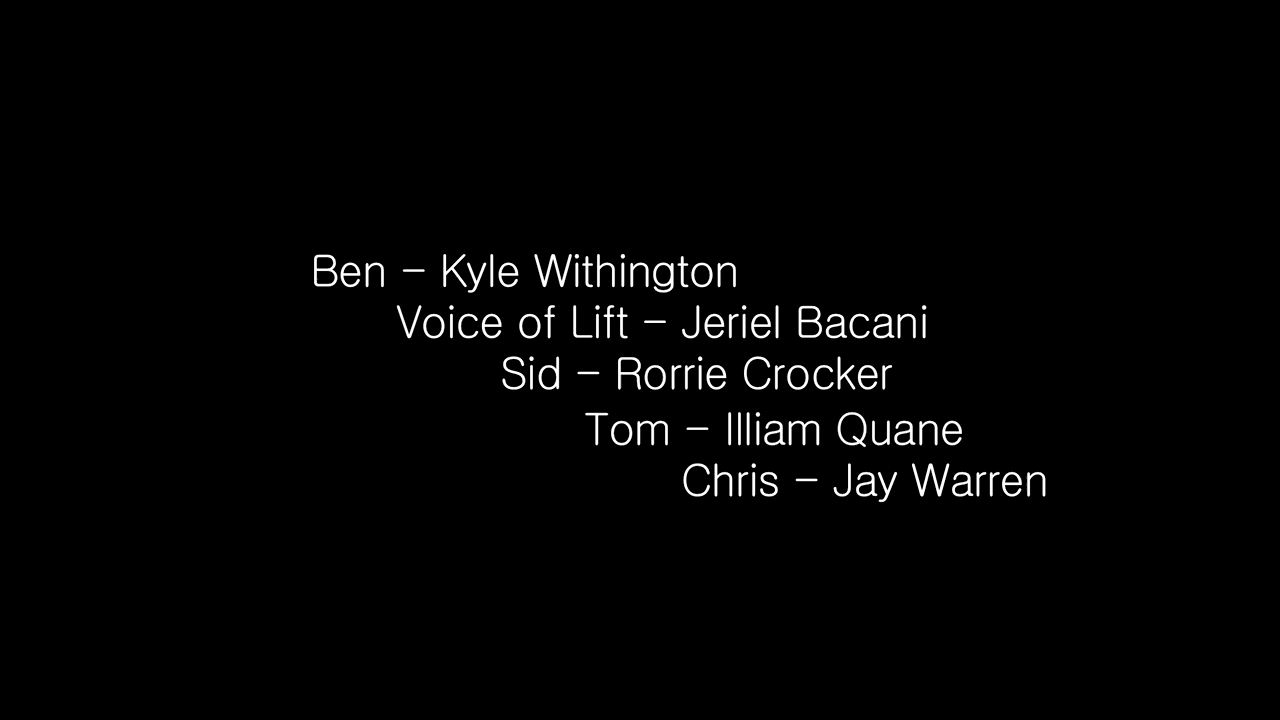 Ben – Kyle Withington
Voice of Lift – Jeriel Bacani
Sid – Rorrie Crocker
Tom – Illiam Quane
Chris – Jay Warren